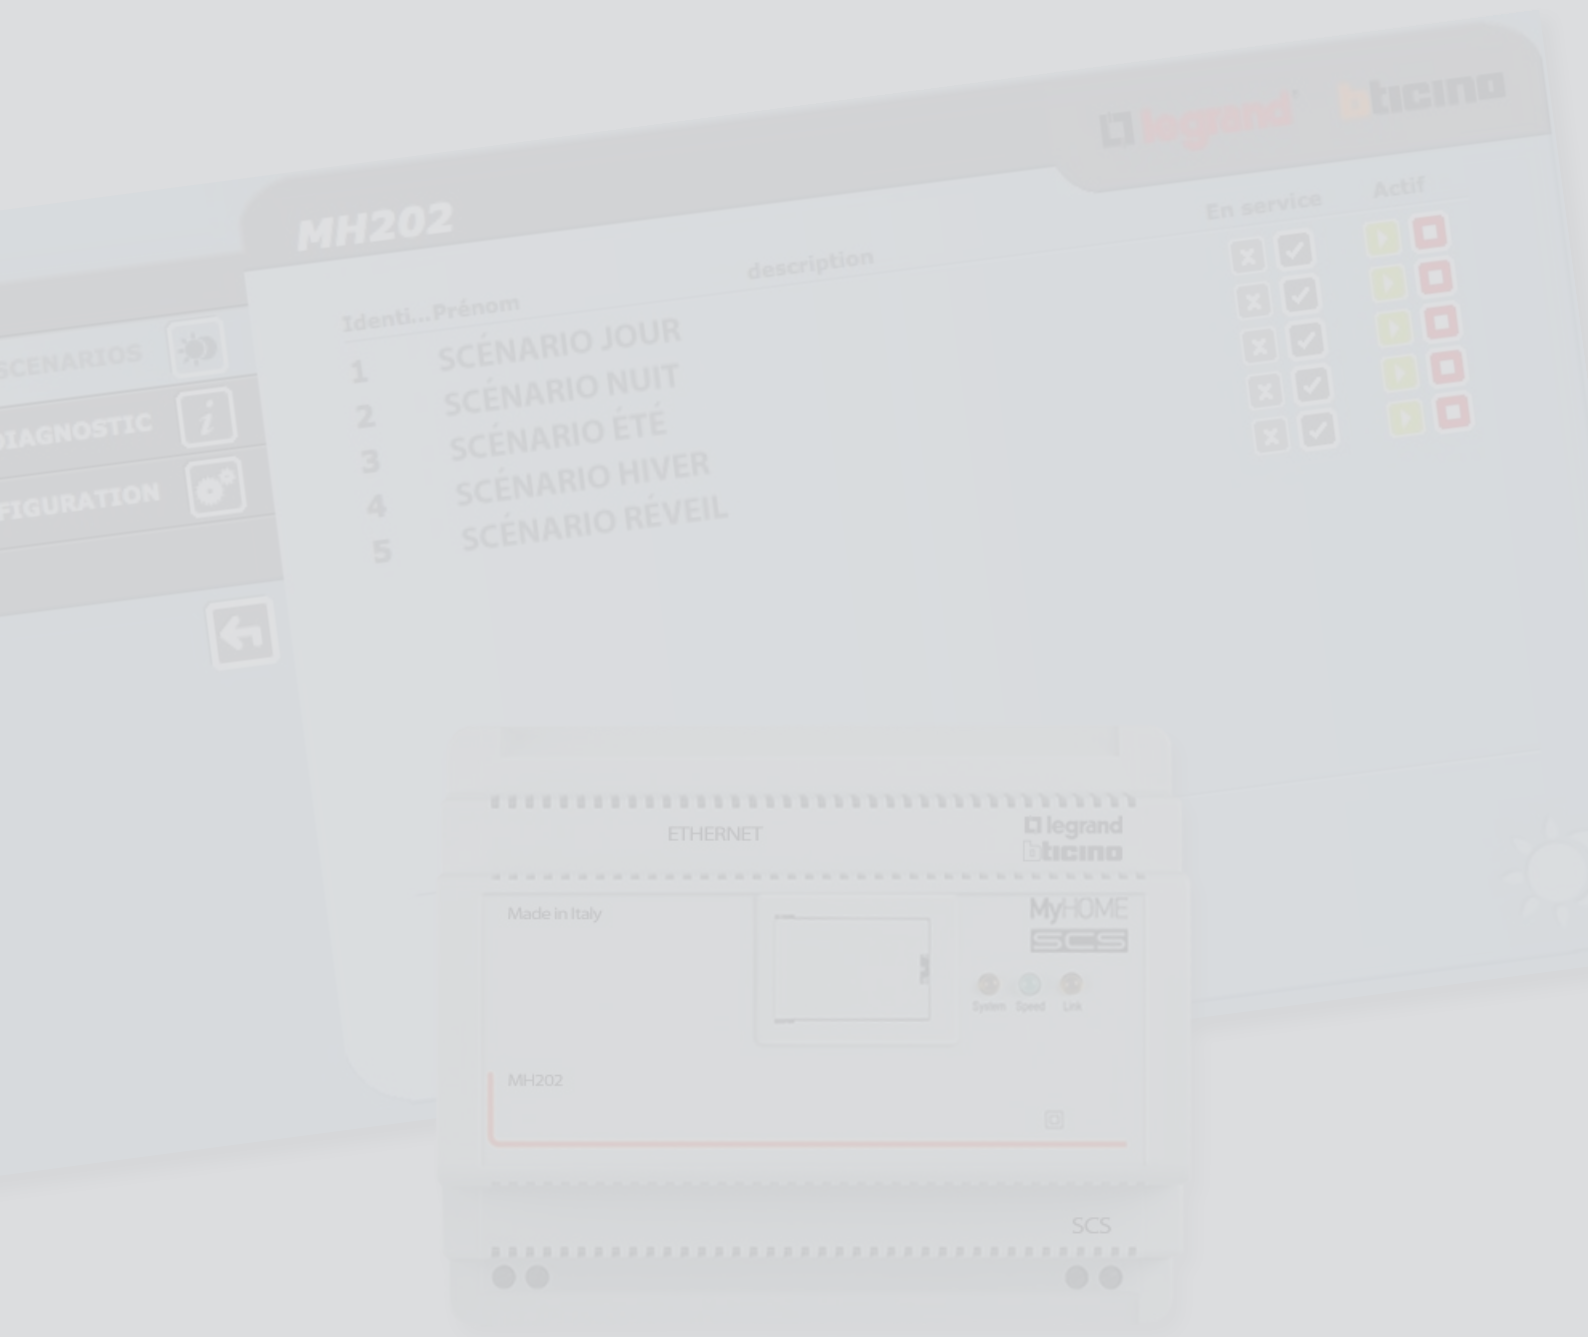 legrand bticino
MH202
En service Actif
description
Identi... Prénom
1 SCÉNARIO JOUR
2 SCÉNARIO NUIT
3 SCÉNARIO ÉTÉ
4 SCÉNARIO HIVER
5 SCÉNARIO RÉVEIL
SCENARIOS
DIAGNOSTIC
FIGURATION
ETHERNET
legrand
bticino
Made in Italy
MyHOME
SCS
System Speed Link
MH202
SCS